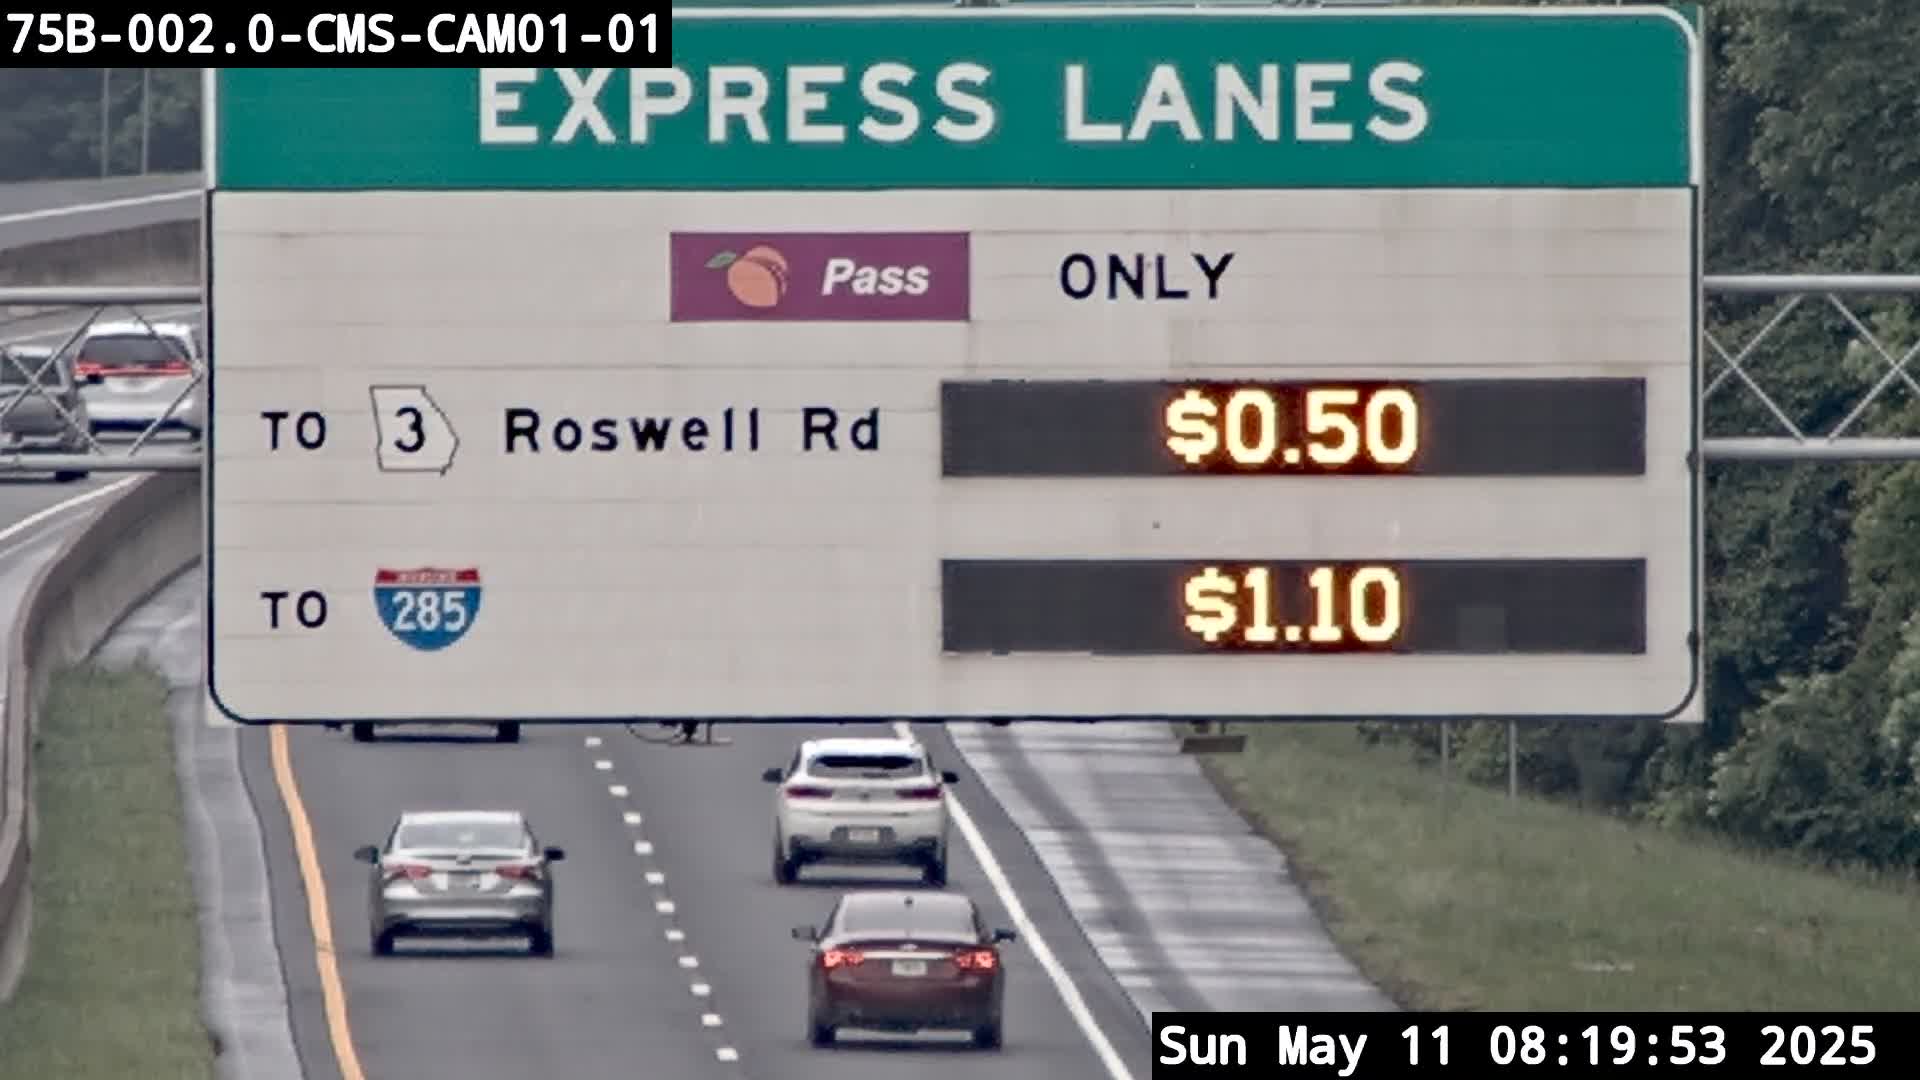 75B-002.0-CMS-CAM01-01
EXPRESS LANES
Pass ONLY
TO 3 Roswell Rd $0.50
TO 285 $1.10
Sun May 11 08:19:53 2025